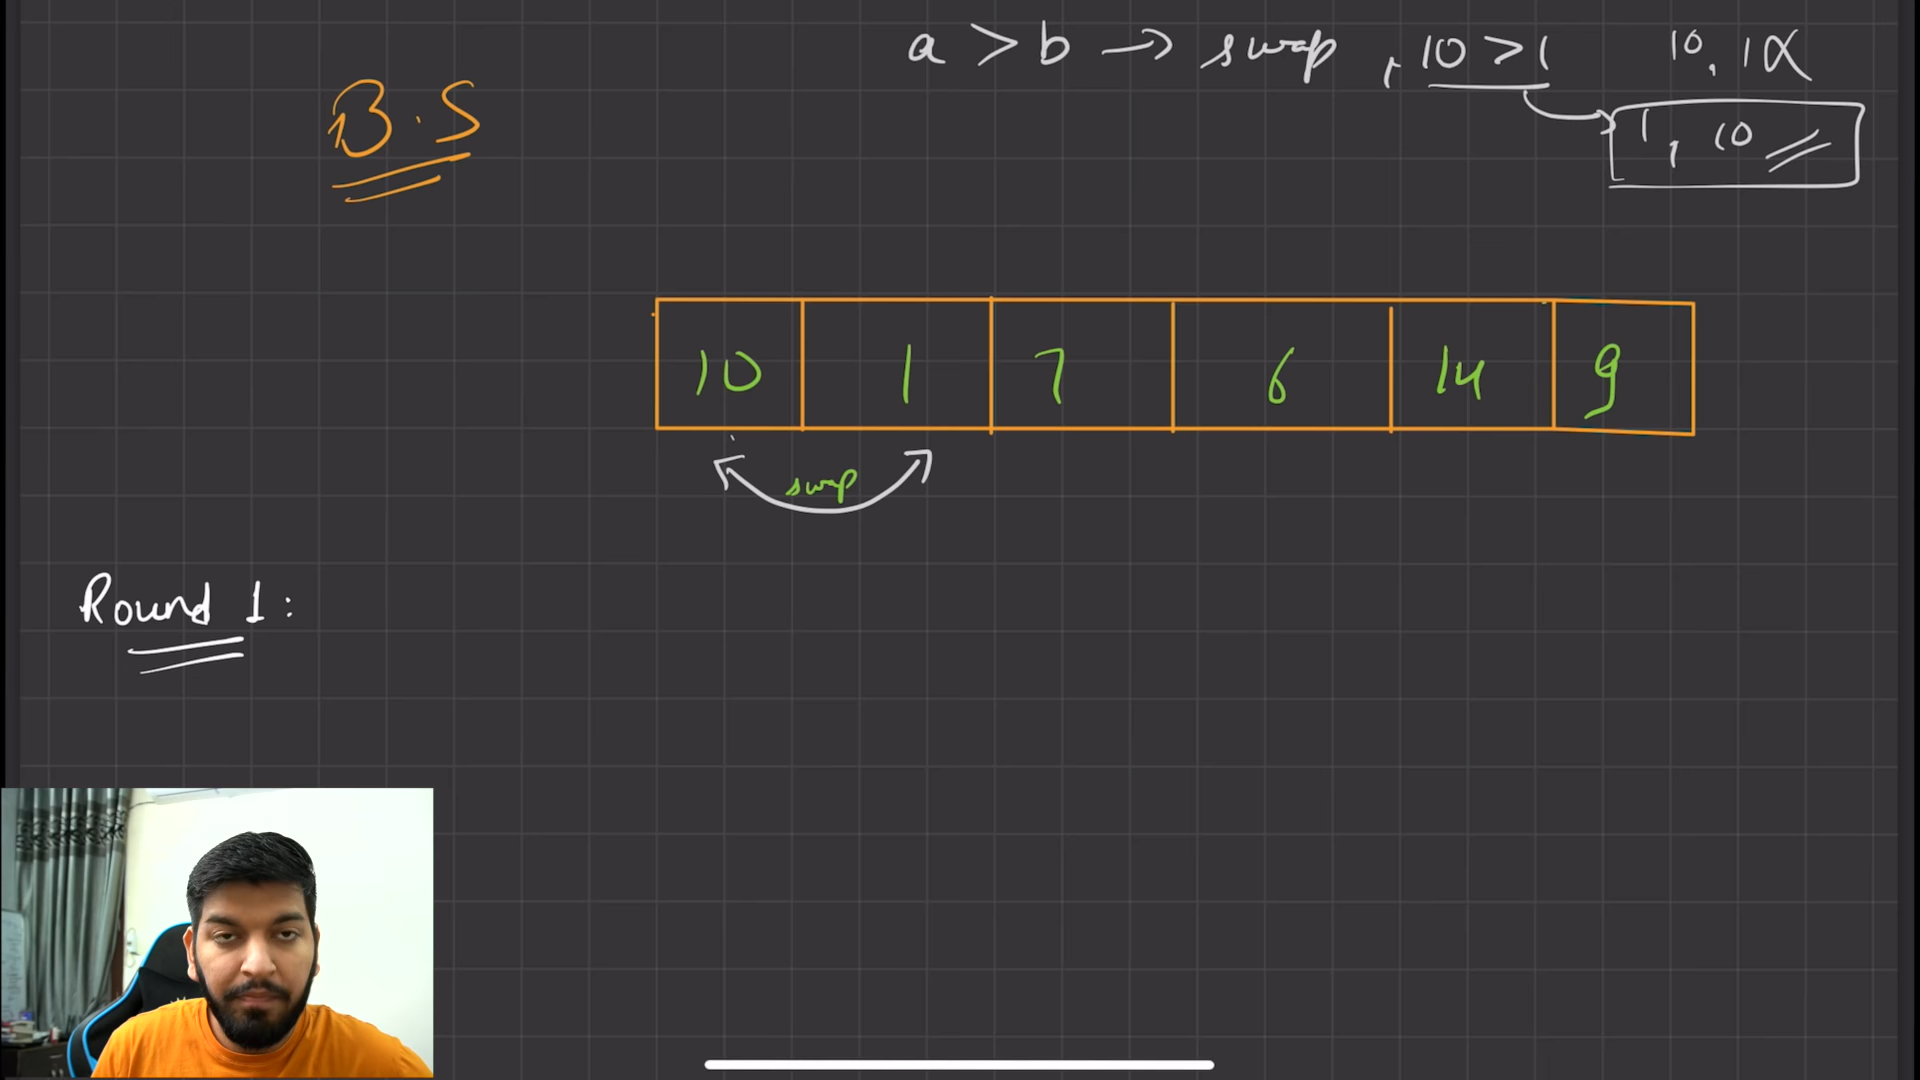 a > b → swap , 10 > 1 10, 1 X
1, 10
B.S
10 1 7 6 14 9
swap
Round 1: